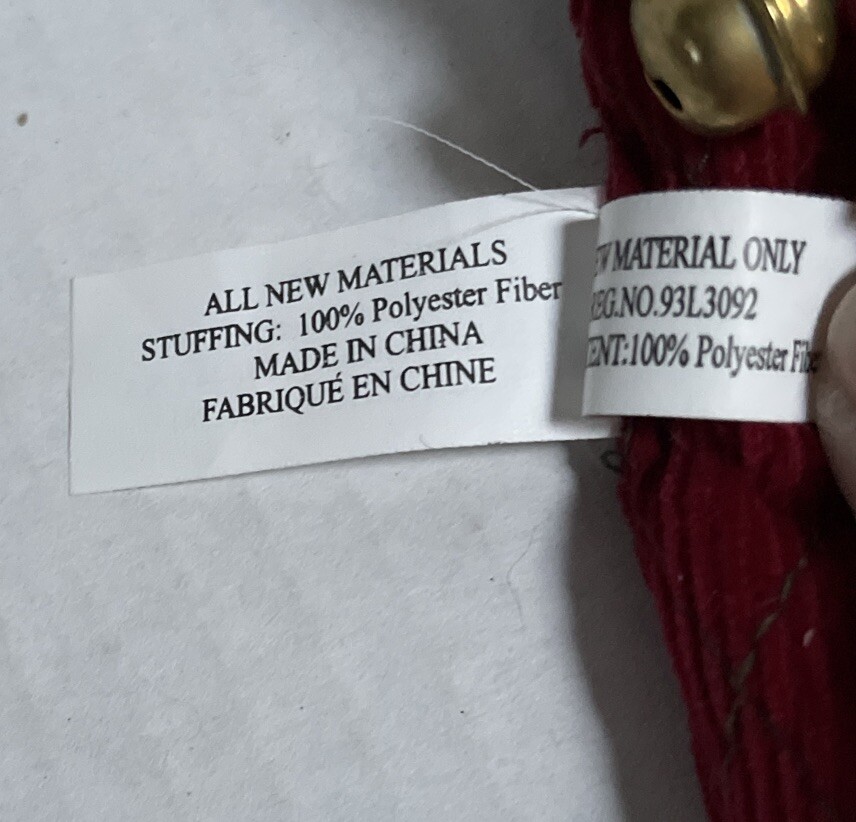 ALL NEW MATERIALS
STUFFING: 100% Polyester Fiber
MADE IN CHINA
FABRIQUÉ EN CHINE
MATERIAL ONLY
REG.NO.93L3092
100% Polyester